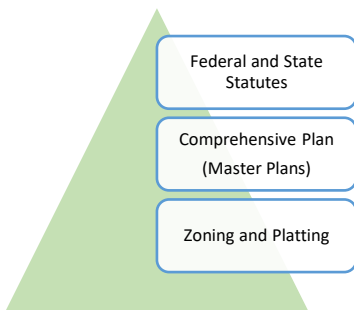 Federal and State
Statutes
Comprehensive Plan
(Master Plans)
Zoning and Platting